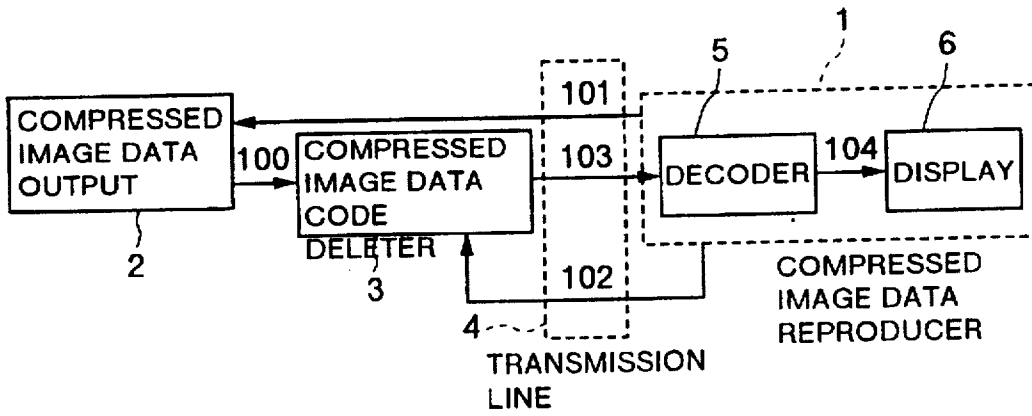 1
5
6
101
COMPRESSED
IMAGE DATA
OUTPUT
100
COMPRESSED
IMAGE DATA
CODE
DELETER
103
DECODER
104
DISPLAY
2
3
102
4
TRANSMISSION
LINE
COMPRESSED
IMAGE DATA
REPRODUCER